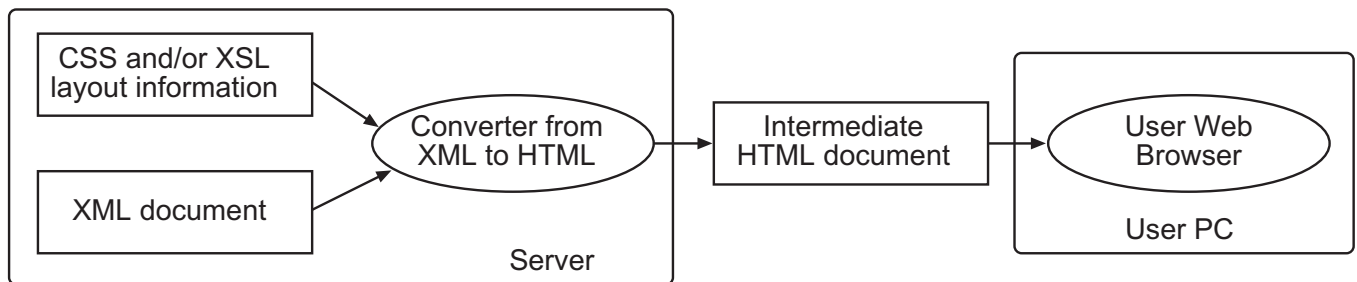 CSS and/or XSL
layout information
XML document
Converter from
XML to HTML
Server
Intermediate
HTML document
User Web
Browser
User PC